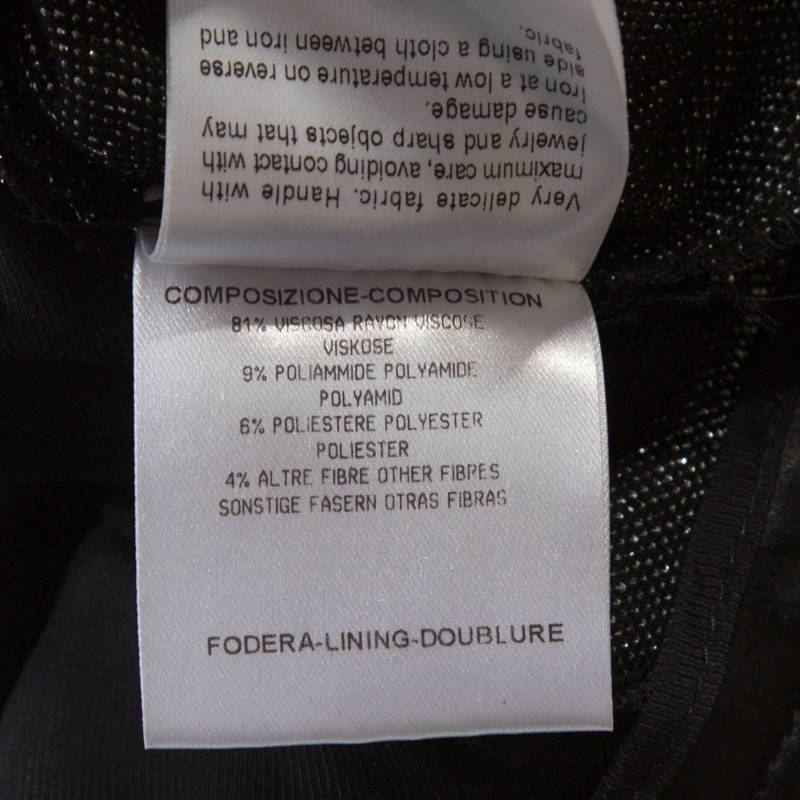 Very delicate fabric. Handle with
maximum care, avoiding contact with
jewelry and sharp objects that may
cause damage.
Iron at a low temperature on reverse
side using a cloth between iron and
fabric.
COMPOSIZIONE-COMPOSITION
81% VISCOSA RAYON VISCOSE
VISKOSE
9% POLIAMMIDE POLYAMIDE
POLYAMID
6% POLIESTERE POLYESTER
POLIESTER
4% ALTRE FIBRE OTHER FIBRES
SONSTIGE FASERN OTRAS FIBRAS
FODERA-LINING-DOUBLURE